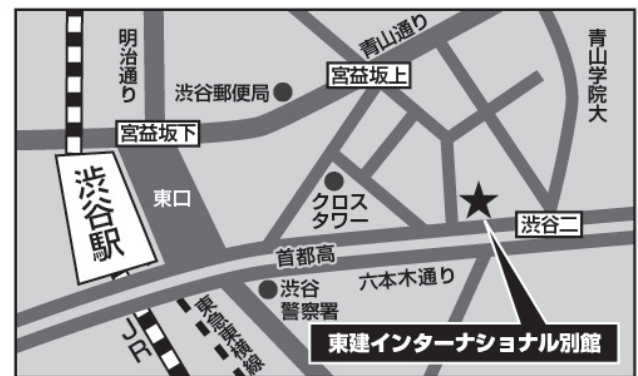 明治通り
青山通り
青山学院大
宮益坂上
渋谷郵便局
宮益坂下
渋谷駅
東口
クロス
タワー
渋谷二
首都高
六本木通り
渋谷
警察署
東急東横線
JR
東建インターナショナル別館